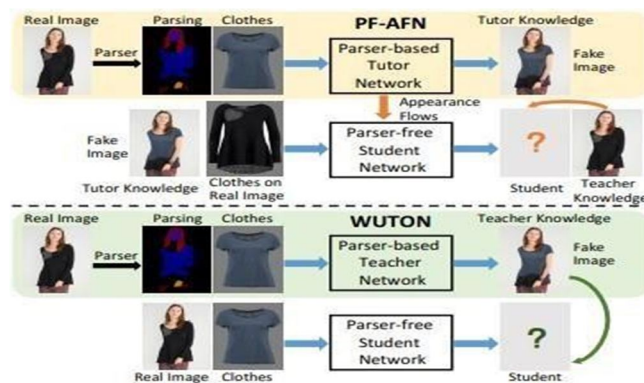 Real Image
Parsing
Clothes
PF-AFN
Tutor Knowledge
Parser
Parser-based
Tutor
Network
Fake
Image
Appearance
Flows
Fake
Image
Parser-free
Student
Network
?
Tutor Knowledge
Clothes on
Real Image
Student
Teacher
Knowledge
Real Image
Parsing
Clothes
WUTON
Teacher Knowledge
Parser
Parser-based
Teacher
Network
Fake
Image
Parser-free
Student
Network
?
Real Image
Clothes
Student